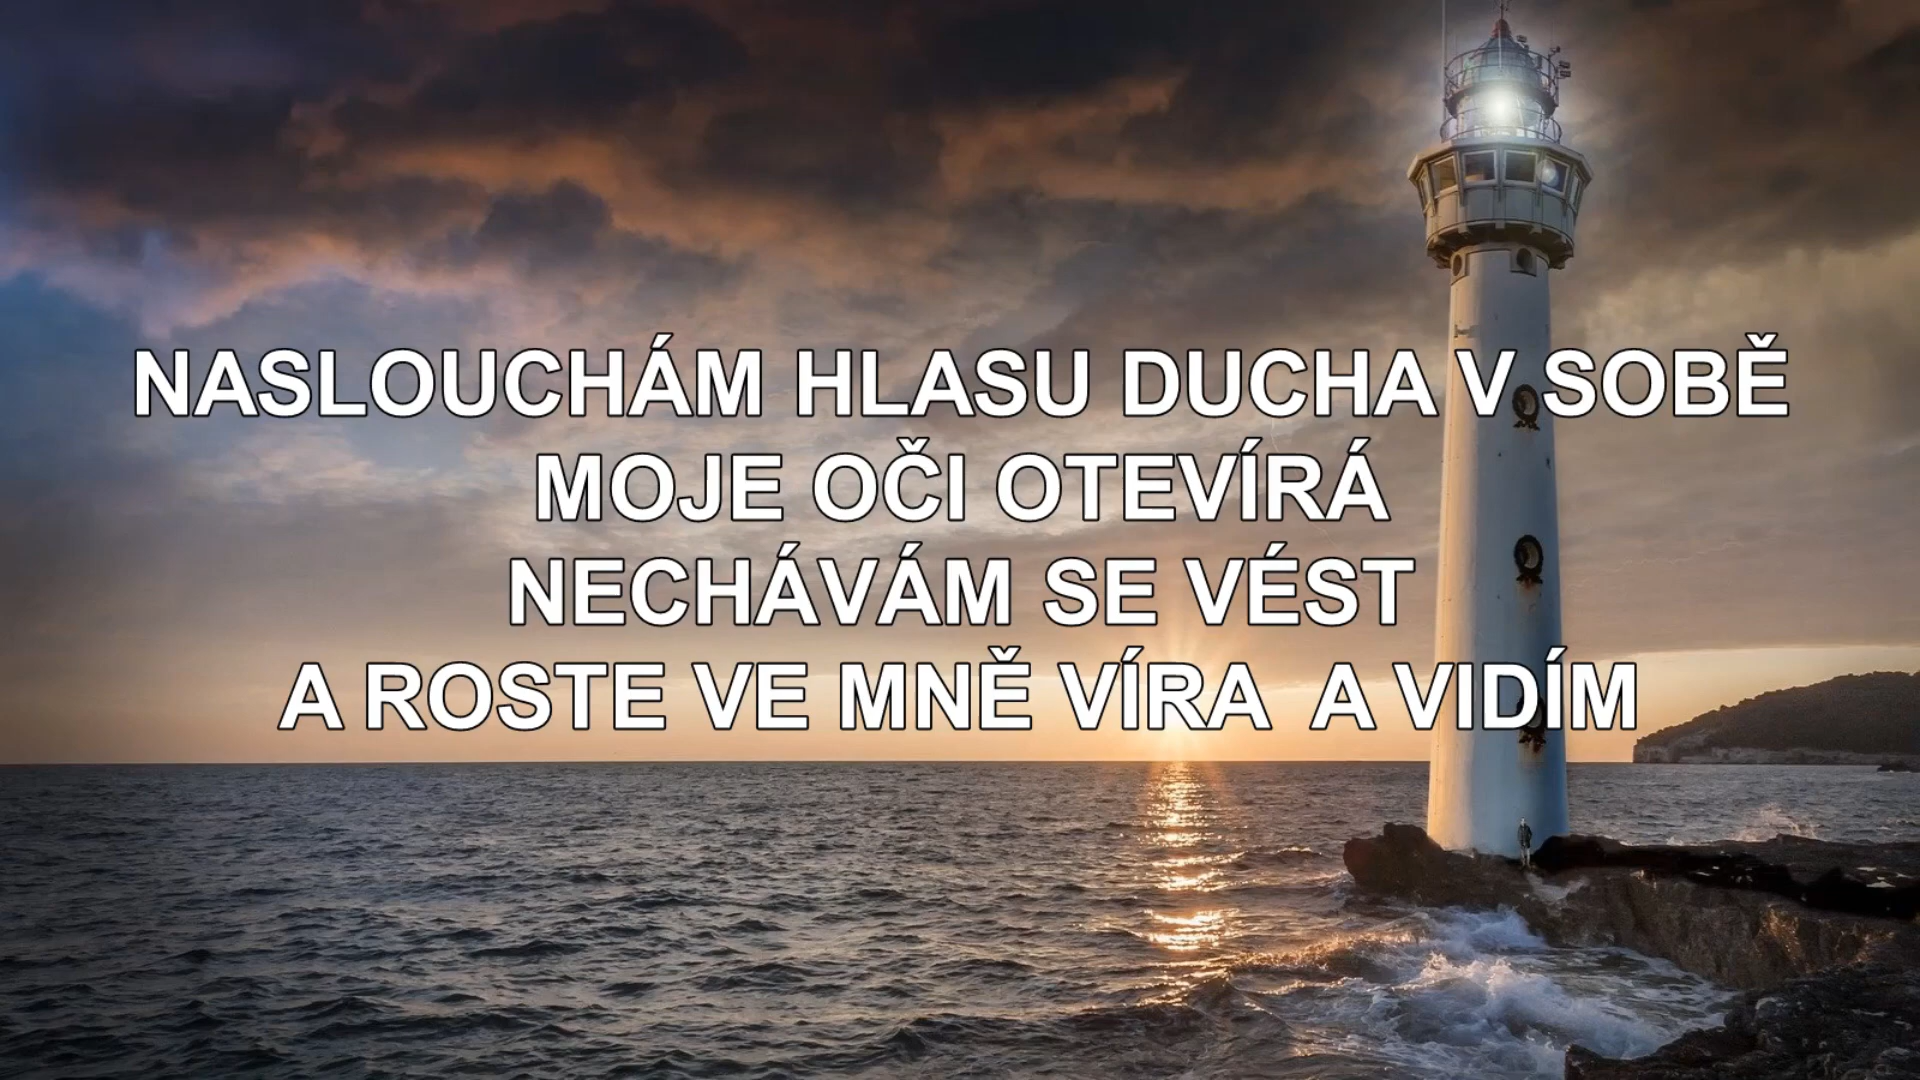 NASLOUCHÁM HLASU DUCHA V SOBĚ
MOJE OČI OTEVÍRÁ
NECHÁVÁM SE VÉST
A ROSTE VE MNĚ VÍRA  A VIDÍM